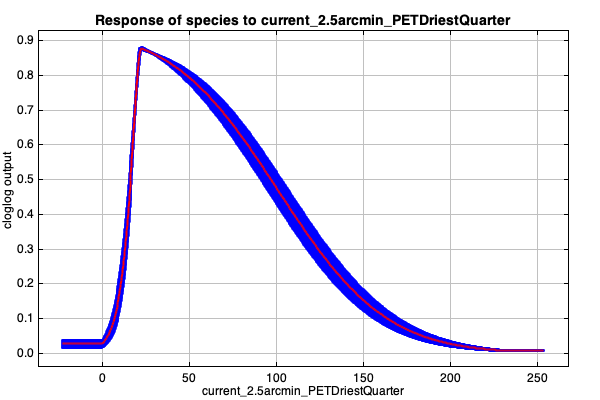 Response of species to current_2.5arcmin_PETDriestQuarter
0.9
0.8
0.7
0.6
0.5
0.4
0.3
0.2
0.1
0.0
cloglog output
0 50 100 150 200 250
current_2.5arcmin_PETDriestQuarter